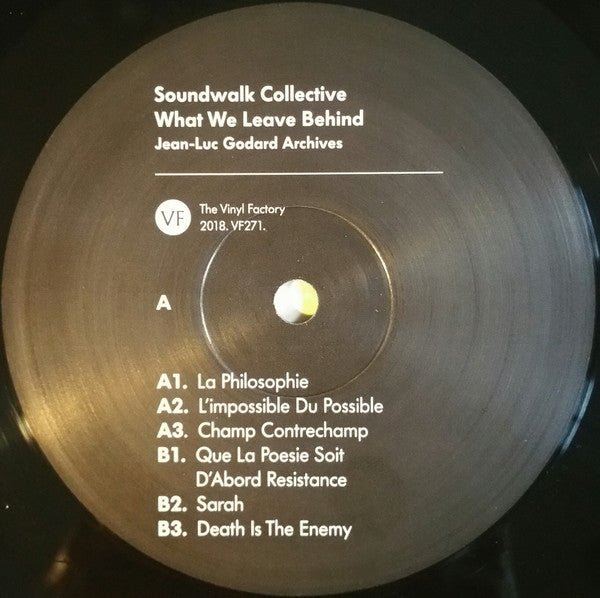 Soundwalk Collective
What We Leave Behind
Jean-Luc Godard Archives
VF
The Vinyl Factory
2018. VF271.
A
A1. La Philosophie
A2. L'impossible Du Possible
A3. Champ Contrechamp
B1. Que La Poesie Soit
D'Abord Resistance
B2. Sarah
B3. Death Is The Enemy